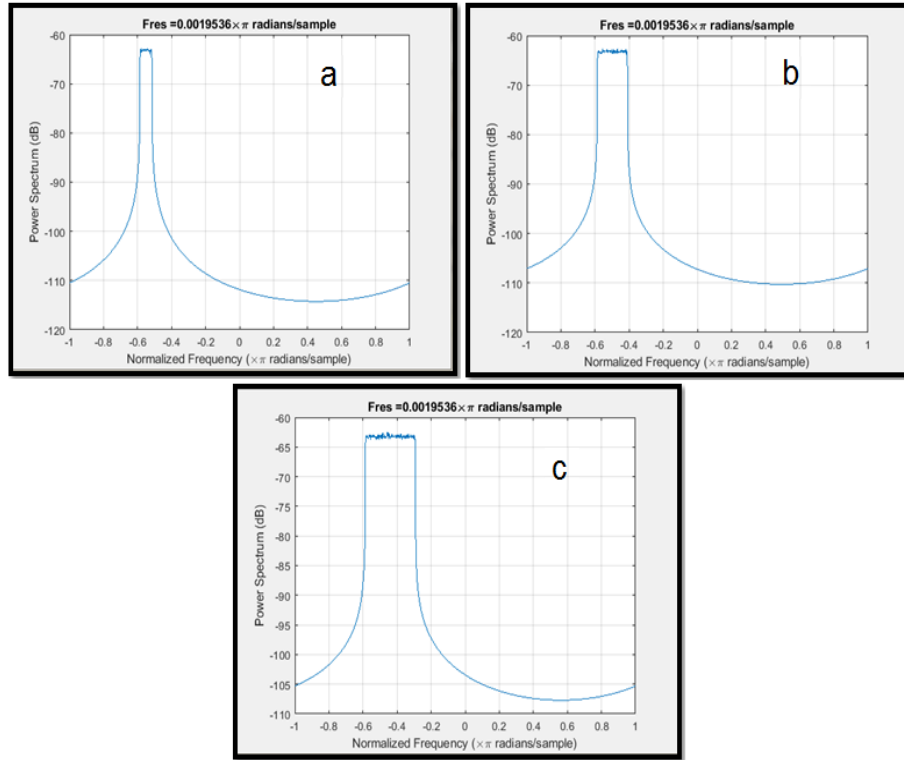 Fres =0.0019536×π radians/sample
a
-60
-70
-80
-90
-100
-110
-120
Power Spectrum (dB)
-1 -0.8 -0.6 -0.4 -0.2 0 0.2 0.4 0.6 0.8 1
Normalized Frequency (×π radians/sample)
Fres =0.0019536×π radians/sample
b
-60
-70
-80
-90
-100
-110
-120
Power Spectrum (dB)
-1 -0.8 -0.6 -0.4 -0.2 0 0.2 0.4 0.6 0.8 1
Normalized Frequency (×π radians/sample)
Fres =0.0019536×π radians/sample
c
-60
-65
-70
-75
-80
-85
-90
-95
-100
-105
-110
Power Spectrum (dB)
-1 -0.8 -0.6 -0.4 -0.2 0 0.2 0.4 0.6 0.8 1
Normalized Frequency (×π radians/sample)